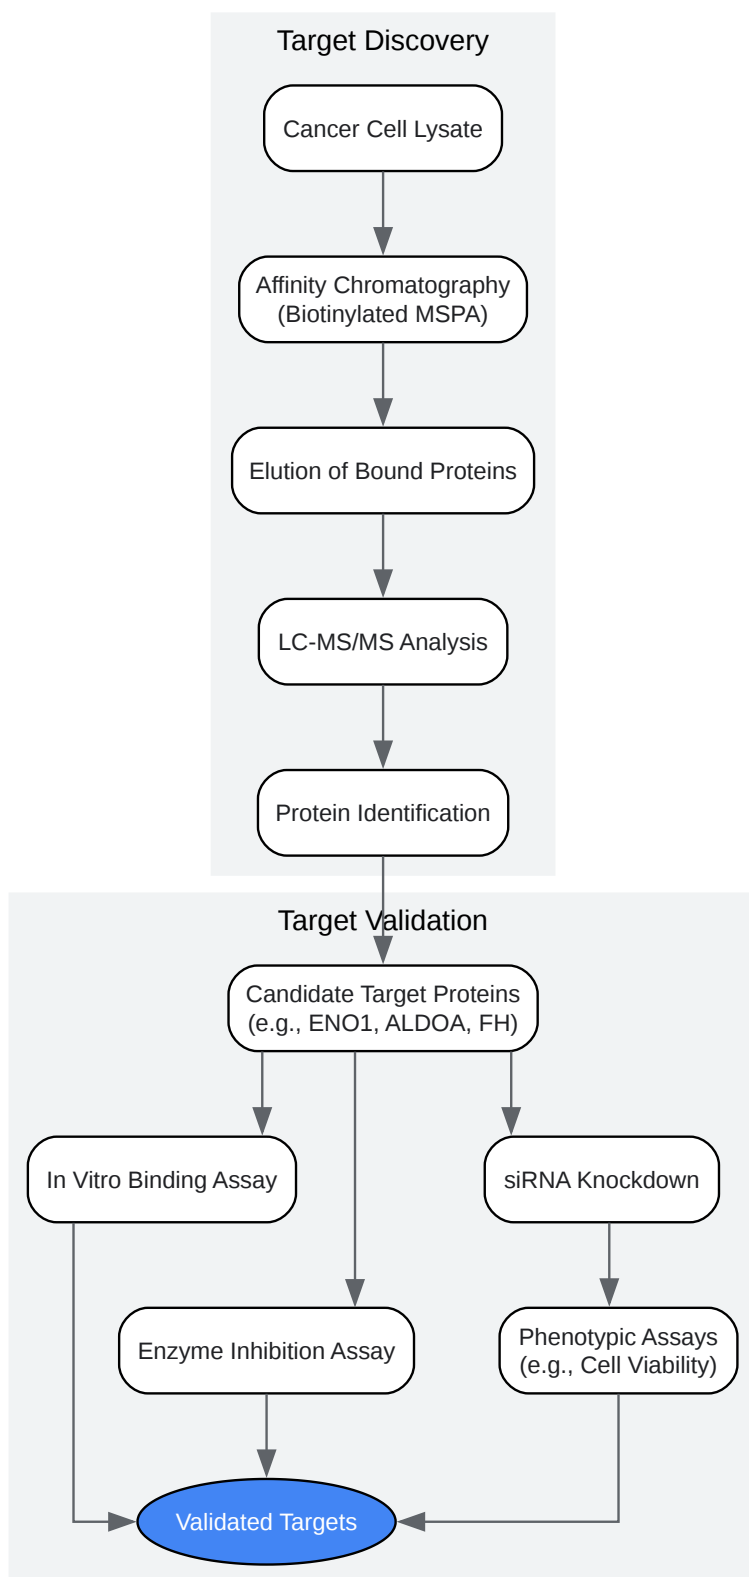 Target Discovery
Cancer Cell Lysate
Affinity Chromatography
(Biotinylated MSPA)
Elution of Bound Proteins
LC-MS/MS Analysis
Protein Identification
Target Validation
Candidate Target Proteins
(e.g., ENO1, ALDOA, FH)
In Vitro Binding Assay
siRNA Knockdown
Enzyme Inhibition Assay
Phenotypic Assays
(e.g., Cell Viability)
Validated Targets